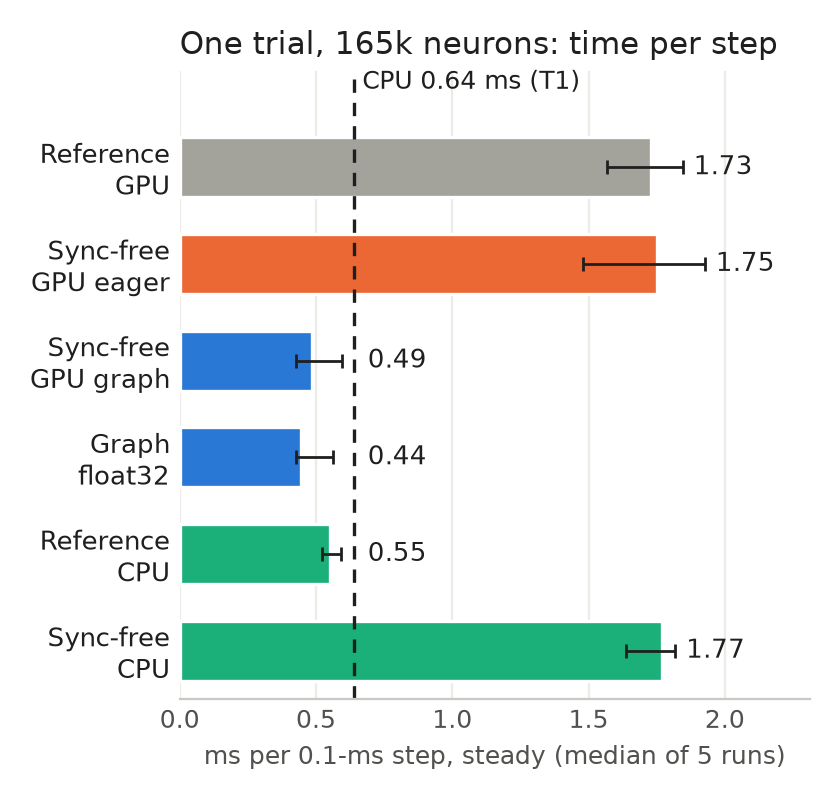 One trial, 165k neurons: time per step
CPU 0.64 ms (T1)
Reference
GPU
1.73
Sync-free
GPU eager
1.75
Sync-free
GPU graph
0.49
Graph
float32
0.44
Reference
CPU
0.55
Sync-free
CPU
1.77
0.0 0.5 1.0 1.5 2.0
ms per 0.1-ms step, steady (median of 5 runs)